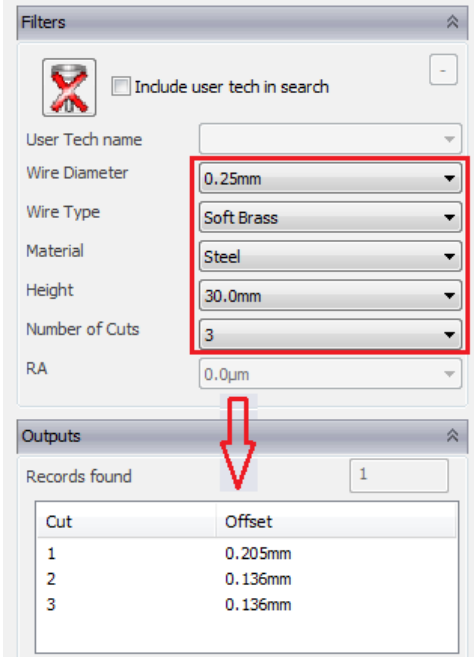 Filters
Include user tech in search
-
User Tech name
Wire Diameter 0.25mm
Wire Type Soft Brass
Material Steel
Height 30.0mm
Number of Cuts 3
RA 0.0μm
Outputs
Records found 1
Cut Offset
1 0.205mm
2 0.136mm
3 0.136mm